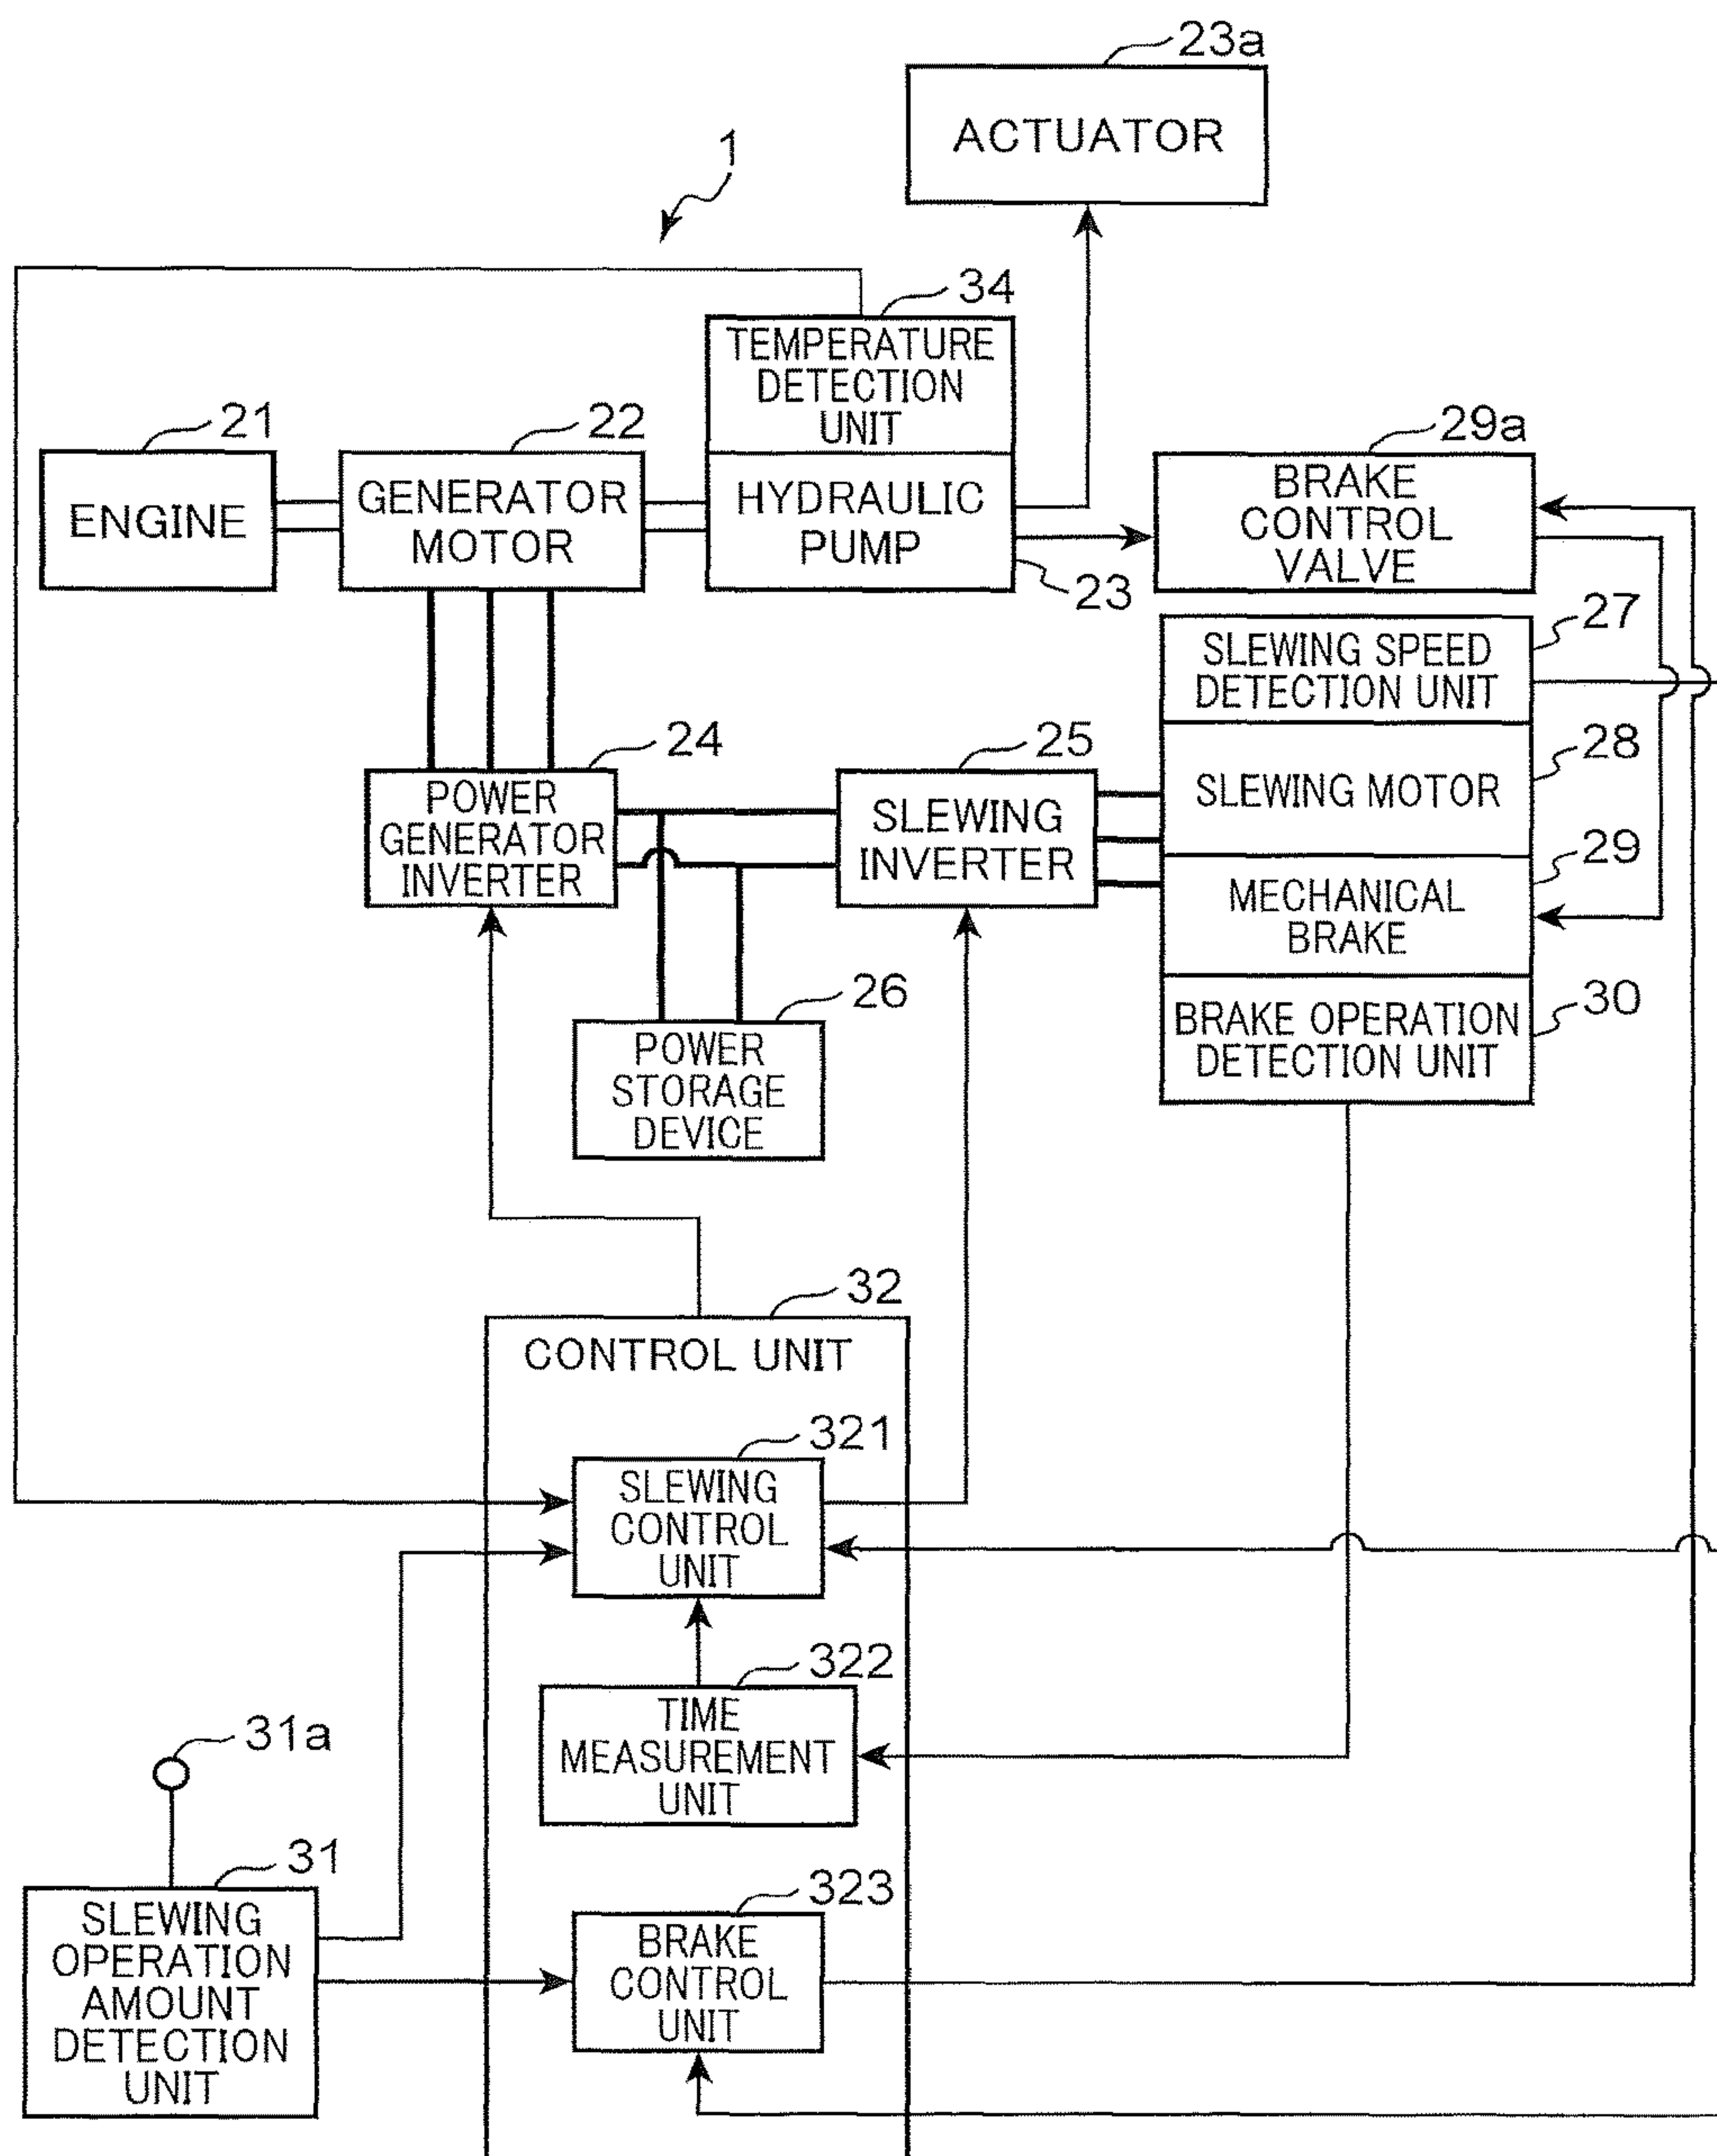 23a
ACTUATOR
1
34
TEMPERATURE
DETECTION
UNIT
21
ENGINE
22
GENERATOR
MOTOR
HYDRAULIC
PUMP
23
29a
BRAKE
CONTROL
VALVE
27
SLEWING SPEED
DETECTION UNIT
24
POWER
GENERATOR
INVERTER
25
SLEWING
INVERTER
28
SLEWING MOTOR
29
MECHANICAL
BRAKE
26
POWER
STORAGE
DEVICE
30
BRAKE OPERATION
DETECTION UNIT
32
CONTROL UNIT
321
SLEWING
CONTROL
UNIT
322
TIME
MEASUREMENT
UNIT
31a
31
SLEWING
OPERATION
AMOUNT
DETECTION
UNIT
323
BRAKE
CONTROL
UNIT